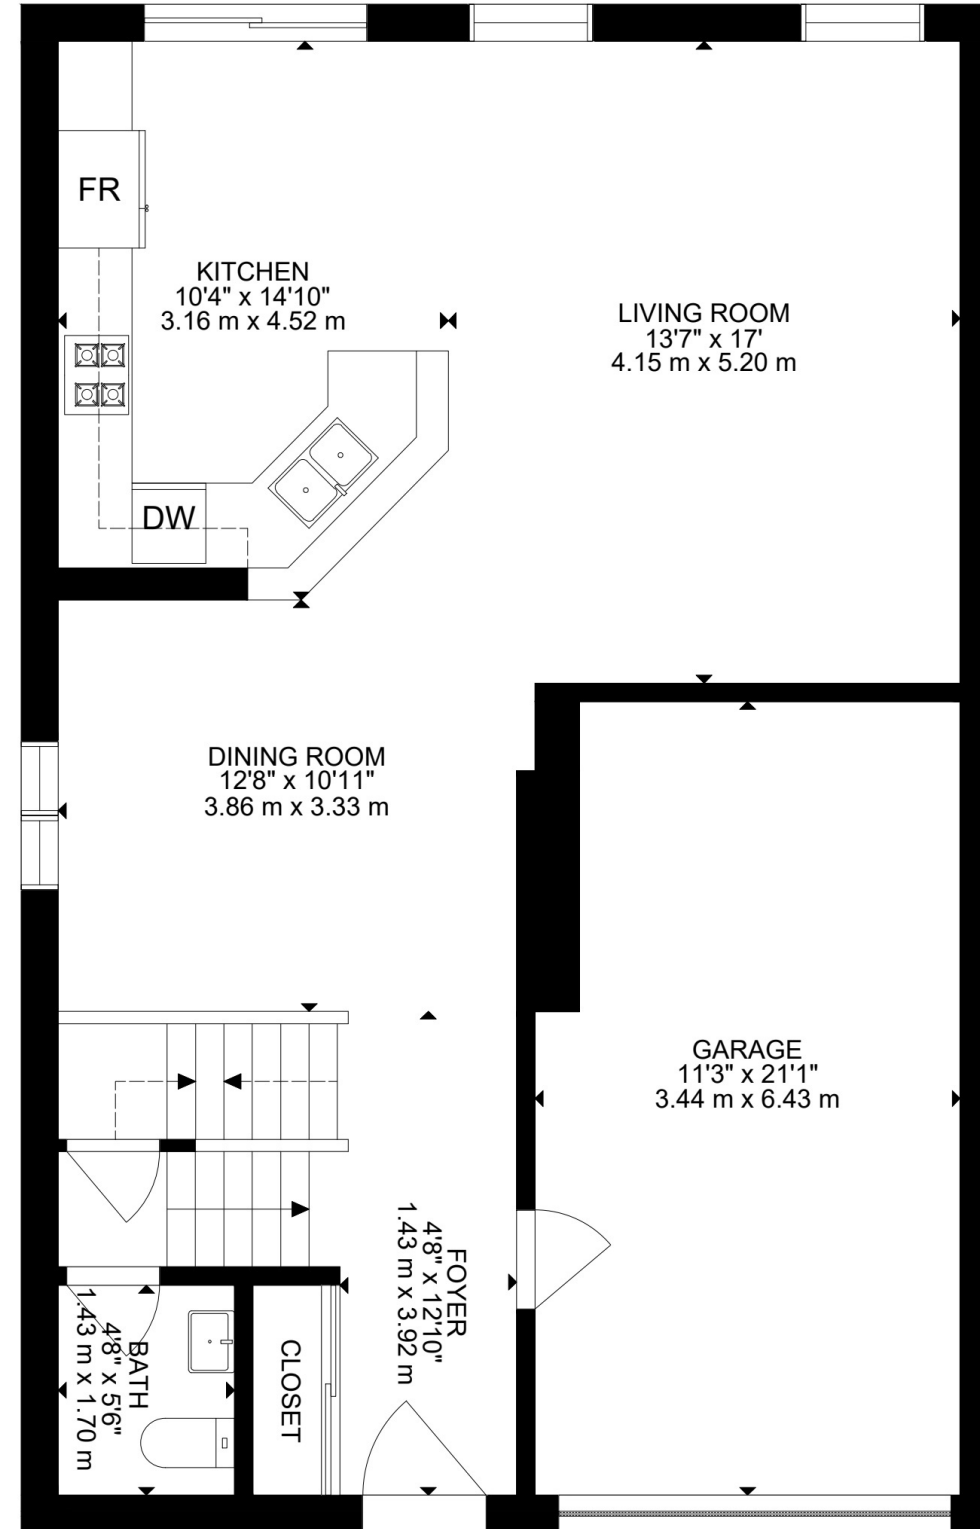 FR
KITCHEN
10'4" x 14'10"
3.16 m x 4.52 m
LIVING ROOM
13'7" x 17'
4.15 m x 5.20 m
DW
DINING ROOM
12'8" x 10'11"
3.86 m x 3.33 m
GARAGE
11'3" x 21'1"
3.44 m x 6.43 m
FOYER
4'8" x 12'10"
1.43 m x 3.92 m
BATH
4'8" x 5'6"
1.43 m x 1.70 m
CLOSET